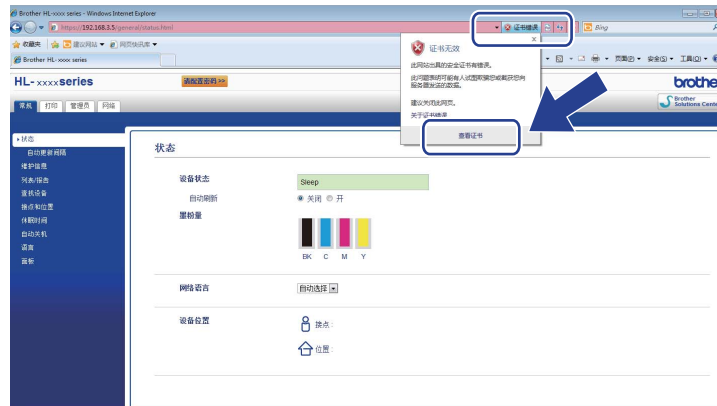 Brother HL-xxxx series - Windows Internet Explorer
https://192.168.3.5/general/status.html
证书错误
Bing
收藏夹
建议网站
网页快讯库
Brother HL-xxxx series
页面(P)
安全(S)
工具(O)
证书无效
X
此网站出具的安全证书有错误。
此问题表明可能有人试图欺骗您或截获您向
服务器发送的数据。
建议关闭此网页。
关于证书错误
查看证书
HL-xxxxseries
请配置密码 >>
brothe
Brother
Solutions Cente
常规
打印
管理员
网络
状态
自动更新间隔
维护信息
列表/报告
查找设备
接点和位置
休眠时间
自动关机
语言
面板
状态
设备状态
Sleep
自动刷新
关闭
开
墨粉量
BK C M Y
网络语言
自动选择
设备位置
接点:
位置: